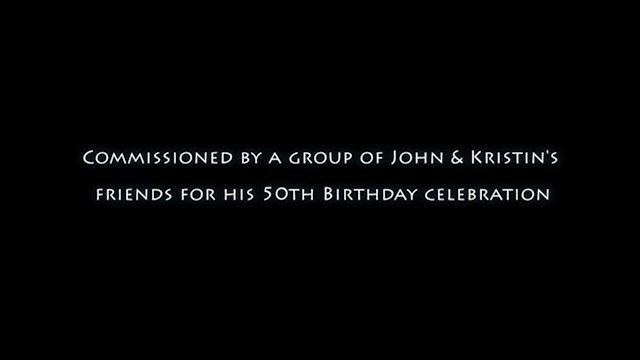 Commissioned by a group of John & Kristin's
friends for his 50th Birthday celebration